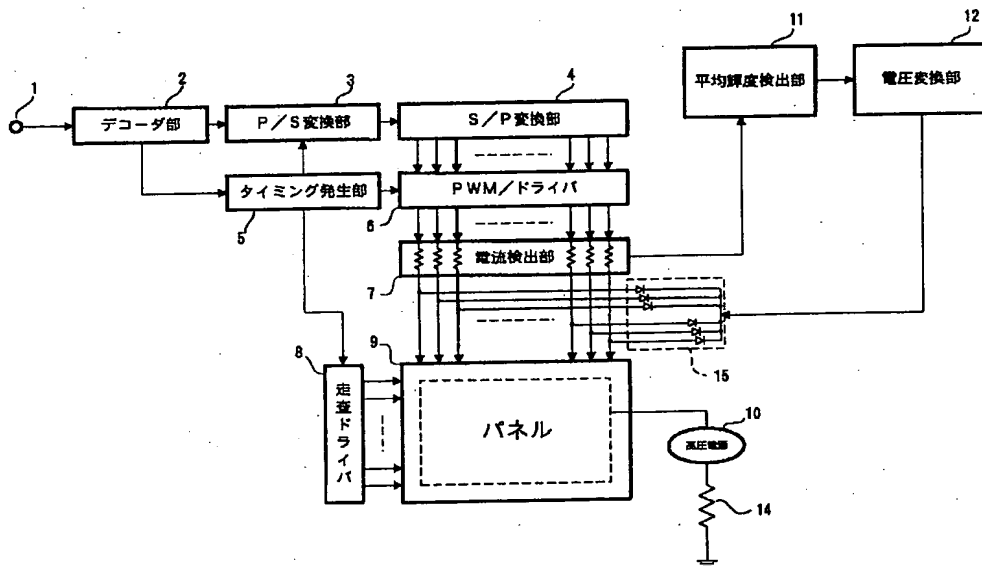 11
12
2
3
4
1
平均輝度検出部
電圧変換部
デコーダ部
P/S変換部
S/P変換部
タイミング発生部
PWM/ドライバ
5
6
電流検出部
7
15
8
9
走査ドライバ
パネル
10
高圧電源
14